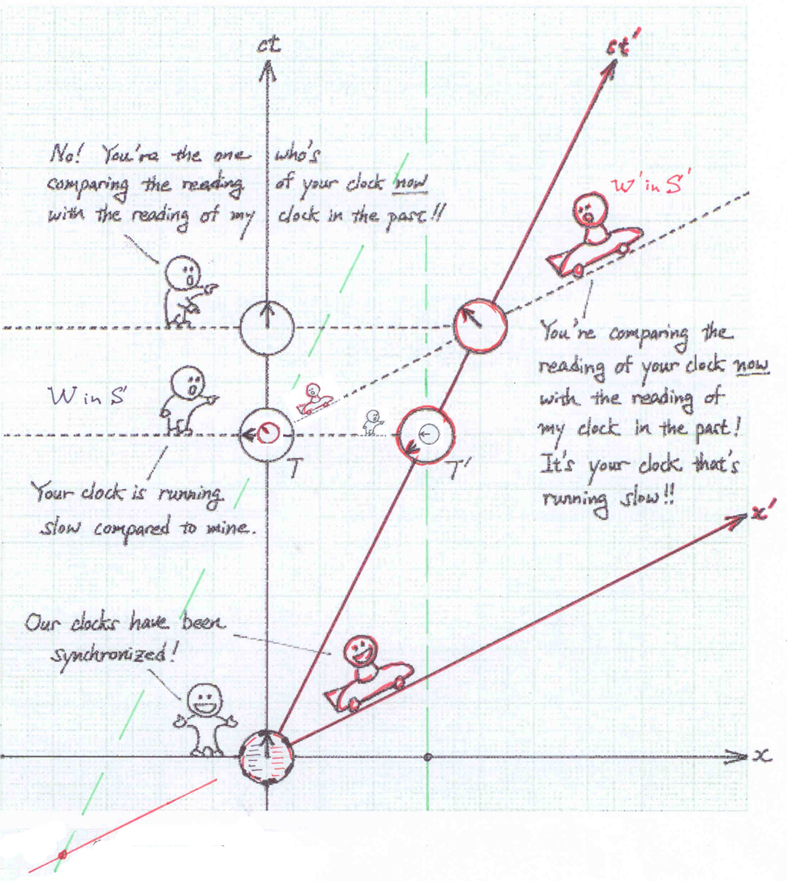 ct
ct'
No! You're the one who's
comparing the reading of your clock now
with the reading of my clock in the past!!
W' in S'
You're comparing the
reading of your clock now
with the reading of
my clock in the past!
It's your clock that's
running slow!!
W in S
T
T'
Your clock is running
slow compared to mine.
x'
Our clocks have been
synchronized!
x